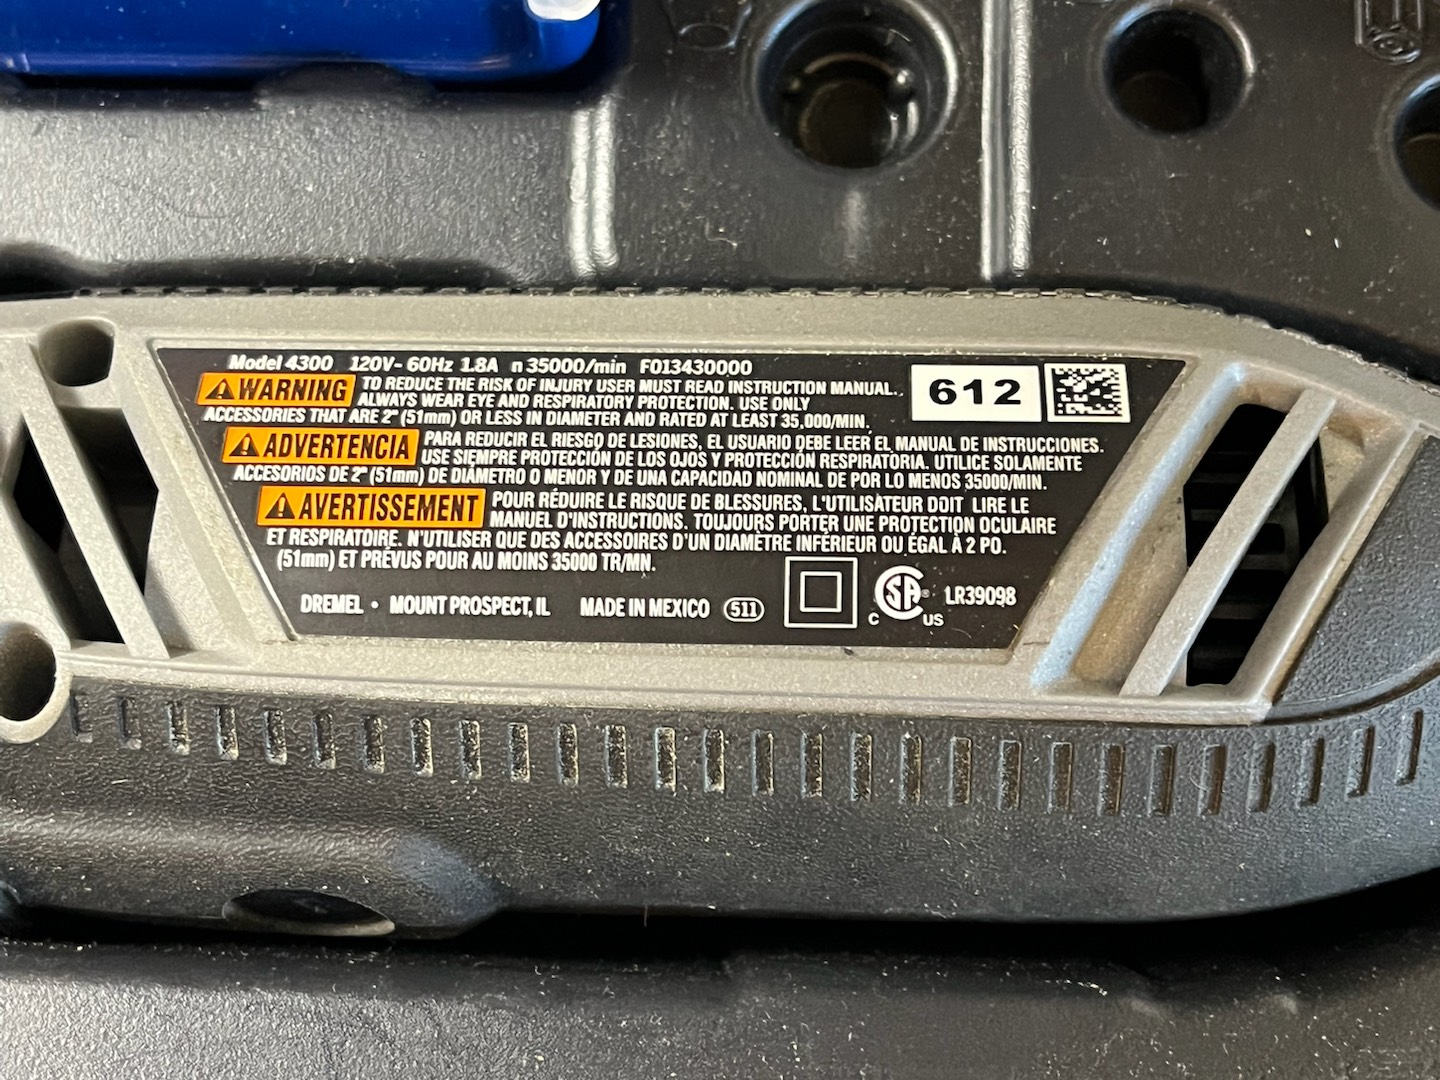 Model 4300 120V~ 60Hz 1.8A n 35000/min F013430000
WARNING TO REDUCE THE RISK OF INJURY USER MUST READ INSTRUCTION MANUAL.
ALWAYS WEAR EYE AND RESPIRATORY PROTECTION. USE ONLY
ACCESSORIES THAT ARE 2" (51mm) OR LESS IN DIAMETER AND RATED AT LEAST 35,000/MIN.
612
ADVERTENCIA PARA REDUCIR EL RIESGO DE LESIONES, EL USUARIO DEBE LEER EL MANUAL DE INSTRUCCIONES.
USE SIEMPRE PROTECCIÓN DE LOS OJOS Y PROTECCIÓN RESPIRATORIA. UTILICE SOLAMENTE
ACCESORIOS DE 2" (51mm) DE DIÁMETRO O MENOR Y DE UNA CAPACIDAD NOMINAL DE POR LO MENOS 35000/MIN.
AVERTISSEMENT POUR RÉDUIRE LE RISQUE DE BLESSURES, L'UTILISATEUR DOIT LIRE LE
MANUEL D'INSTRUCTIONS. TOUJOURS PORTER UNE PROTECTION OCULAIRE
ET RESPIRATOIRE. N'UTILISER QUE DES ACCESSOIRES D'UN DIAMÈTRE INFÉRIEUR OU ÉGAL À 2 PO.
(51mm) ET PRÉVUS POUR AU MOINS 35000 TR/MN.
DREMEL • MOUNT PROSPECT, IL MADE IN MEXICO 511 C SA® US LR39098